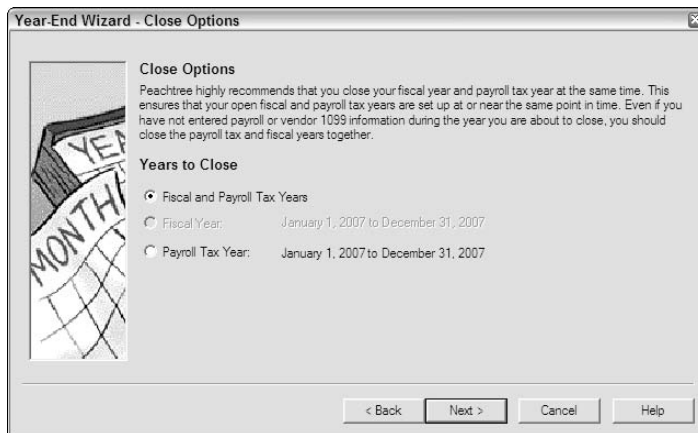 Year-End Wizard - Close Options
Close Options
Peachtree highly recommends that you close your fiscal year and payroll tax year at the same time. This
ensures that your open fiscal and payroll tax years are set up at or near the same point in time. Even if you
have not entered payroll or vendor 1099 information during the year you are about to close, you should
close the payroll tax and fiscal years together.
Years to Close
Fiscal and Payroll Tax Years
Fiscal Year: January 1, 2007 to December 31, 2007
Payroll Tax Year: January 1, 2007 to December 31, 2007
YEA
MONTH
< Back Next > Cancel Help